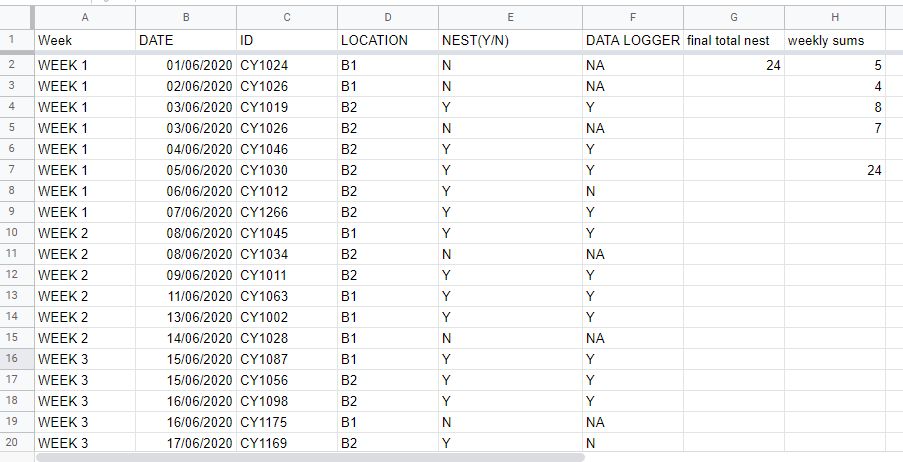 A B C D E F G H
1 Week DATE ID LOCATION NEST(Y/N) DATA LOGGER final total nest weekly sums
2 WEEK 1 01/06/2020 CY1024 B1 N NA 24 5
3 WEEK 1 02/06/2020 CY1026 B1 N NA 4
4 WEEK 1 03/06/2020 CY1019 B2 Y Y 8
5 WEEK 1 03/06/2020 CY1026 B2 N NA 7
6 WEEK 1 04/06/2020 CY1046 B2 Y Y
7 WEEK 1 05/06/2020 CY1030 B2 Y Y 24
8 WEEK 1 06/06/2020 CY1012 B2 Y N
9 WEEK 1 07/06/2020 CY1266 B2 Y Y
10 WEEK 2 08/06/2020 CY1045 B1 Y Y
11 WEEK 2 08/06/2020 CY1034 B2 N NA
12 WEEK 2 09/06/2020 CY1011 B2 Y Y
13 WEEK 2 11/06/2020 CY1063 B1 Y Y
14 WEEK 2 13/06/2020 CY1002 B1 Y Y
15 WEEK 2 14/06/2020 CY1028 B1 N NA
16 WEEK 3 15/06/2020 CY1087 B1 Y Y
17 WEEK 3 15/06/2020 CY1056 B2 Y Y
18 WEEK 3 16/06/2020 CY1098 B2 Y Y
19 WEEK 3 16/06/2020 CY1175 B1 N NA
20 WEEK 3 17/06/2020 CY1169 B2 Y N